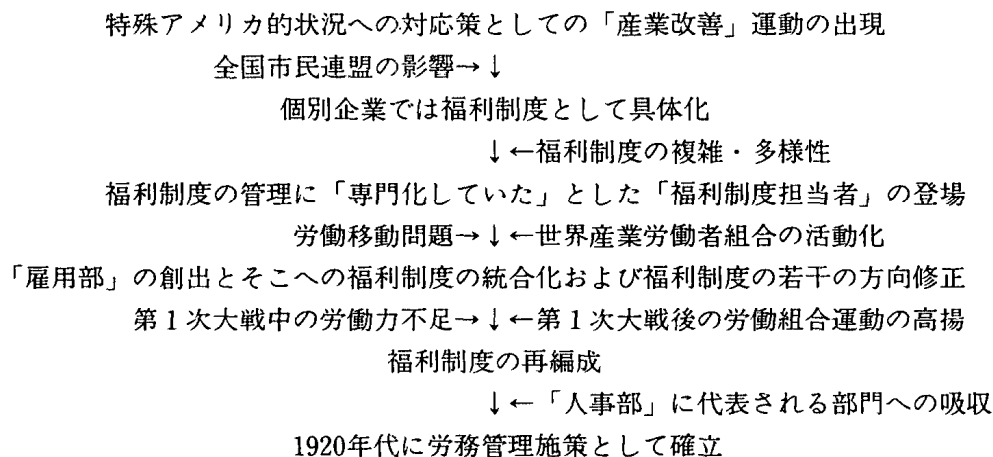 特殊アメリカ的状況への対応策としての「産業改善」運動の出現
全国市民連盟の影響→↓
個別企業では福利制度として具体化
↓←福利制度の複雑・多様性
福利制度の管理に「専門化していた」とした「福利制度担当者」の登場
労働移動問題→↓←世界産業労働者組合の活動化
「雇用部」の創出とそこへの福利制度の統合化および福利制度の若干の方向修正
第1次大戦中の労働力不足→↓←第1次大戦後の労働組合運動の高揚
福利制度の再編成
↓←「人事部」に代表される部門への吸収
1920年代に労務管理施策として確立